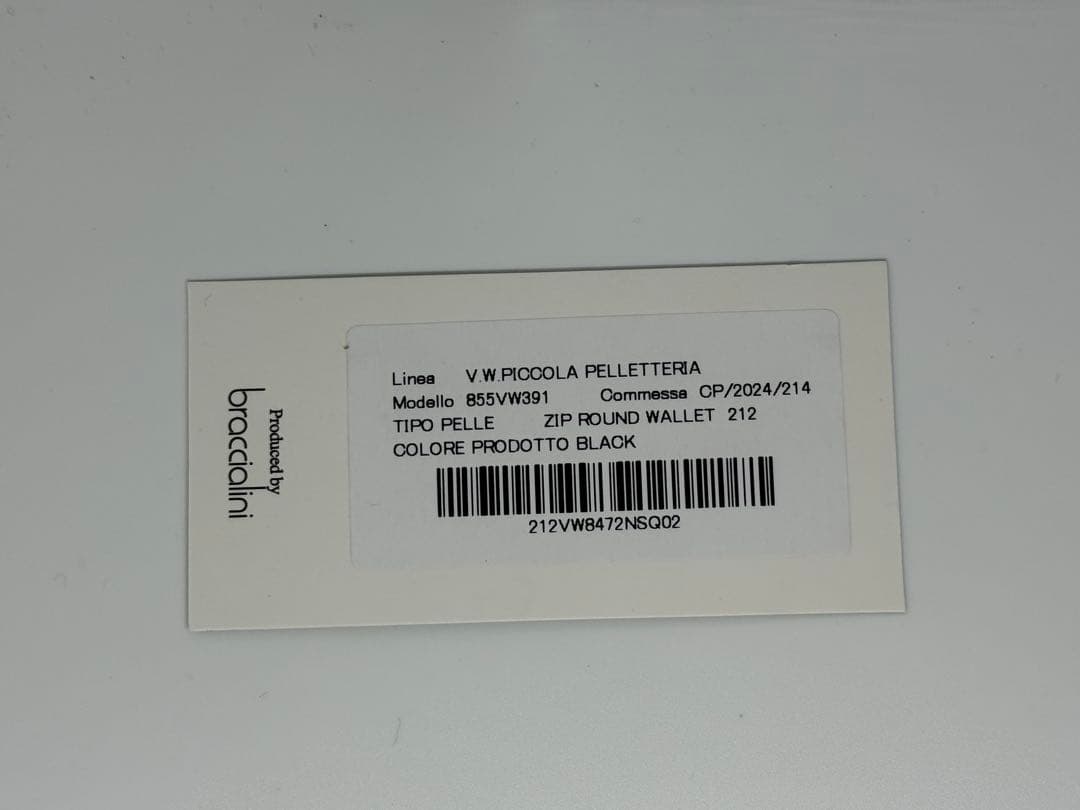 Produced by
braccialini
Linea V.W.PICCOLA PELLETTERIA
Modello 855VW391 Commessa CP/2024/214
TIPO PELLE ZIP ROUND WALLET 212
COLORE PRODOTTO BLACK
212VW8472NSQ02